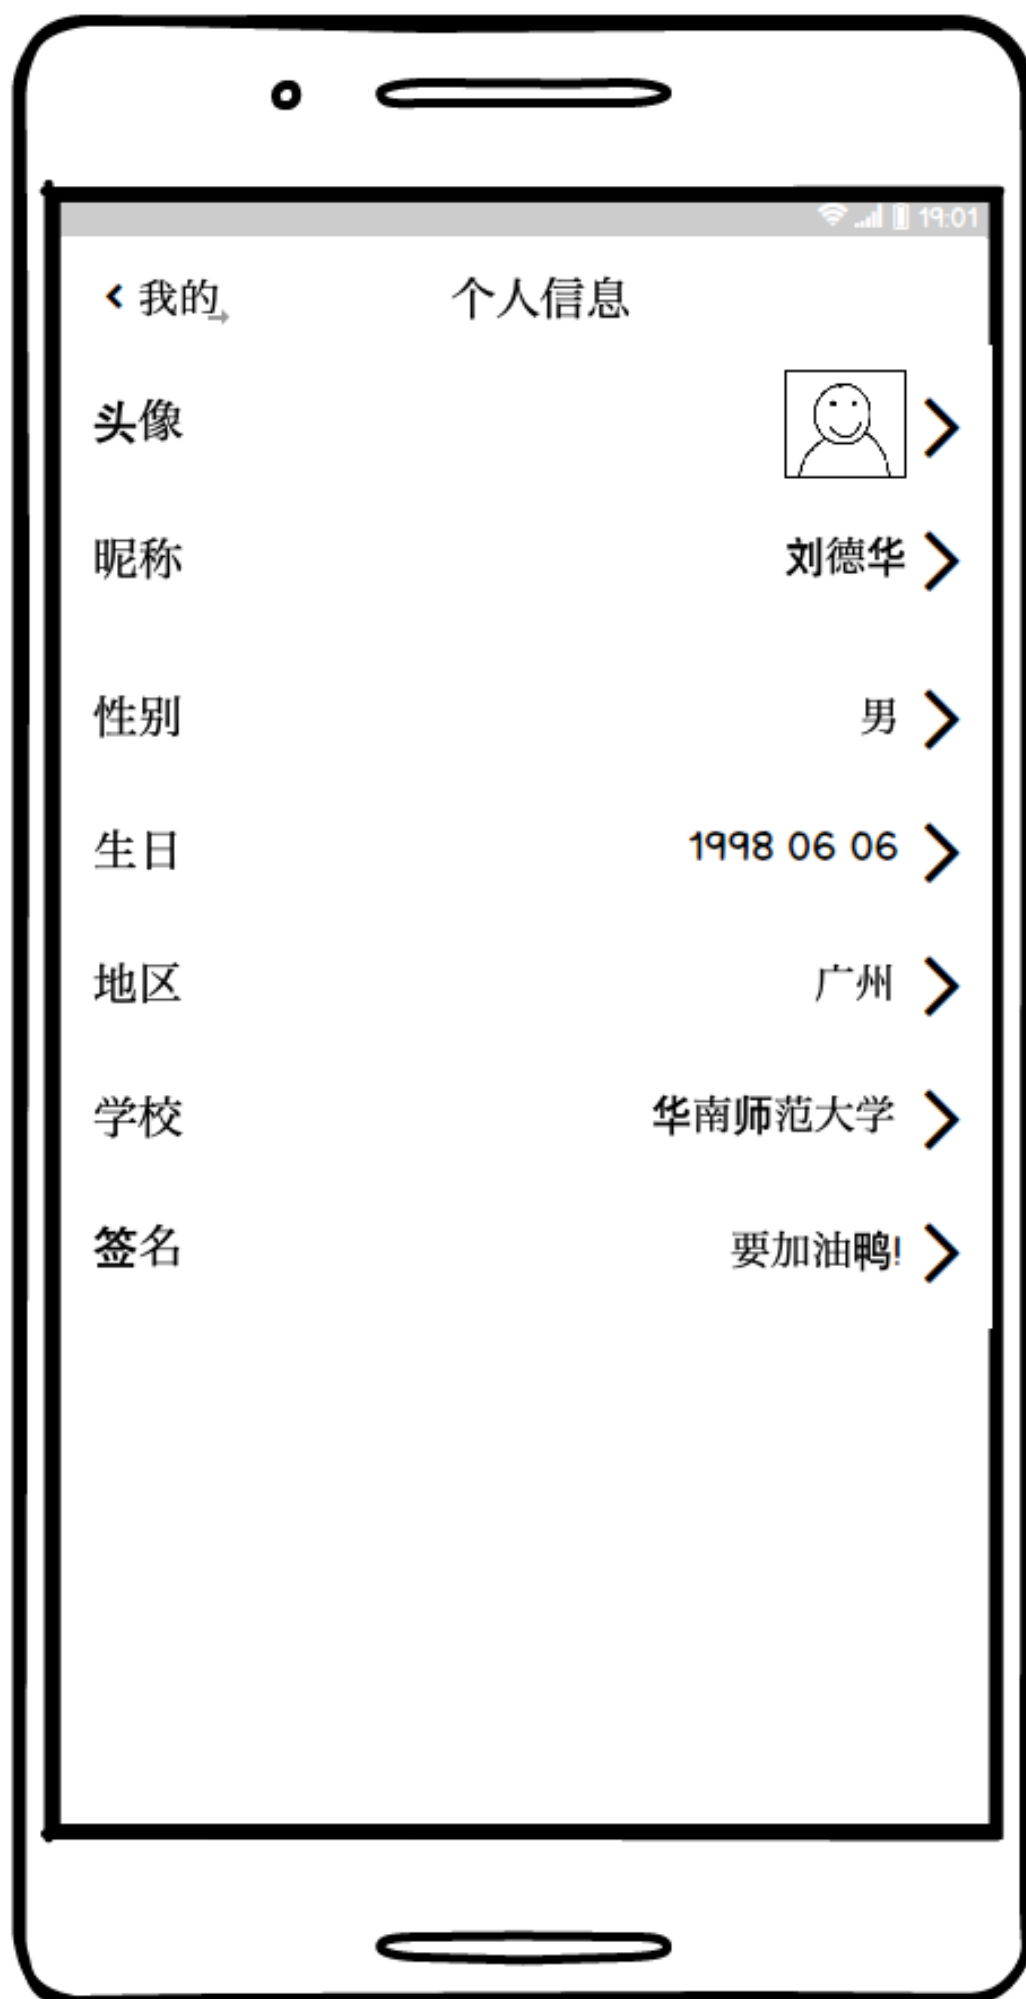 19:01
< 我的 个人信息
头像
昵称 刘德华
性别 男
生日 1998 06 06
地区 广州
学校 华南师范大学
签名 要加油鸭!